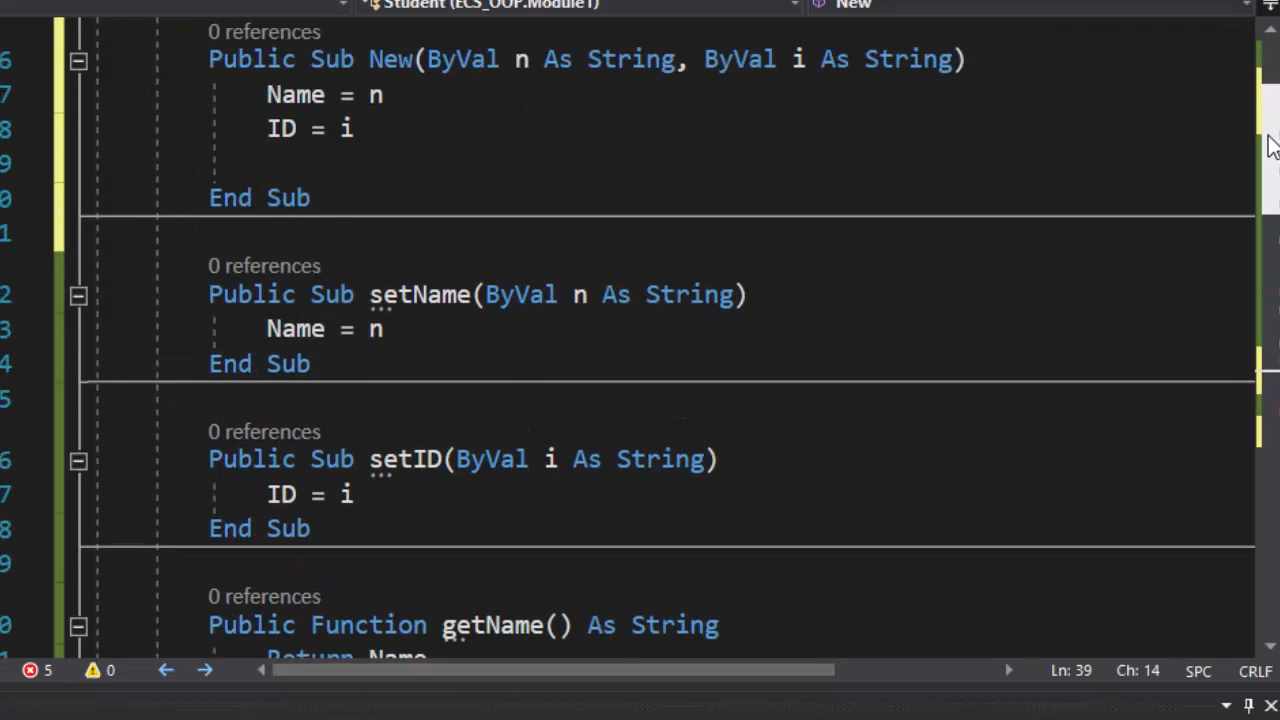 Student (ECS_OOP.Module1) New
0 references
6 Public Sub New(ByVal n As String, ByVal i As String)
7 Name = n
8 ID = i
9
0 End Sub
1
0 references
2 Public Sub setName(ByVal n As String)
3 Name = n
4 End Sub
5
0 references
6 Public Sub setID(ByVal i As String)
7 ID = i
8 End Sub
9
0 references
0 Public Function getName() As String
1 Return Name
5 0 Ln: 39 Ch: 14 SPC CRLF